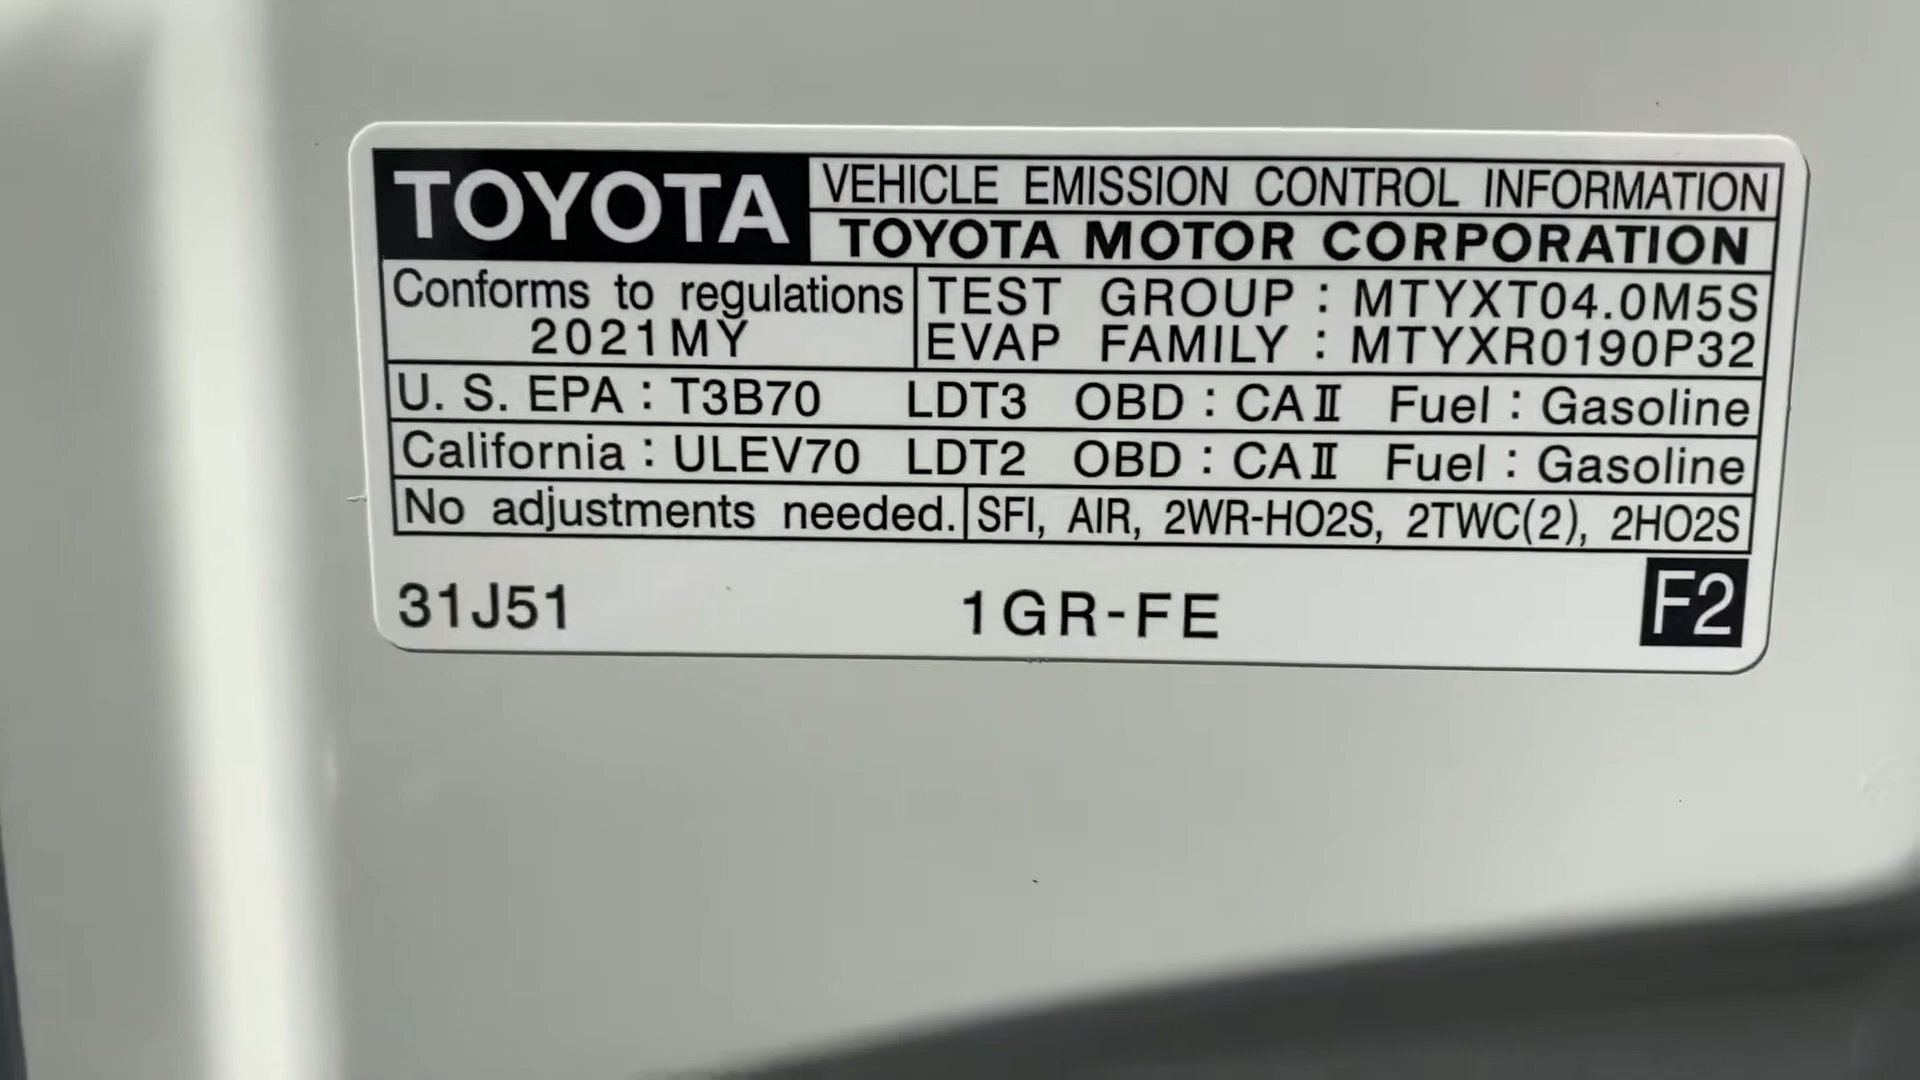 TOYOTA VEHICLE EMISSION CONTROL INFORMATION
TOYOTA MOTOR CORPORATION
Conforms to regulations
2021MY
TEST GROUP : MTYXT04.0M5S
EVAP FAMILY : MTYXR0190P32
U. S. EPA : T3B70 LDT3 OBD : CAⅡ Fuel : Gasoline
California : ULEV70 LDT2 OBD : CAⅡ Fuel : Gasoline
No adjustments needed. SFI, AIR, 2WR-HO2S, 2TWC(2), 2HO2S
31J51 1GR-FE F2